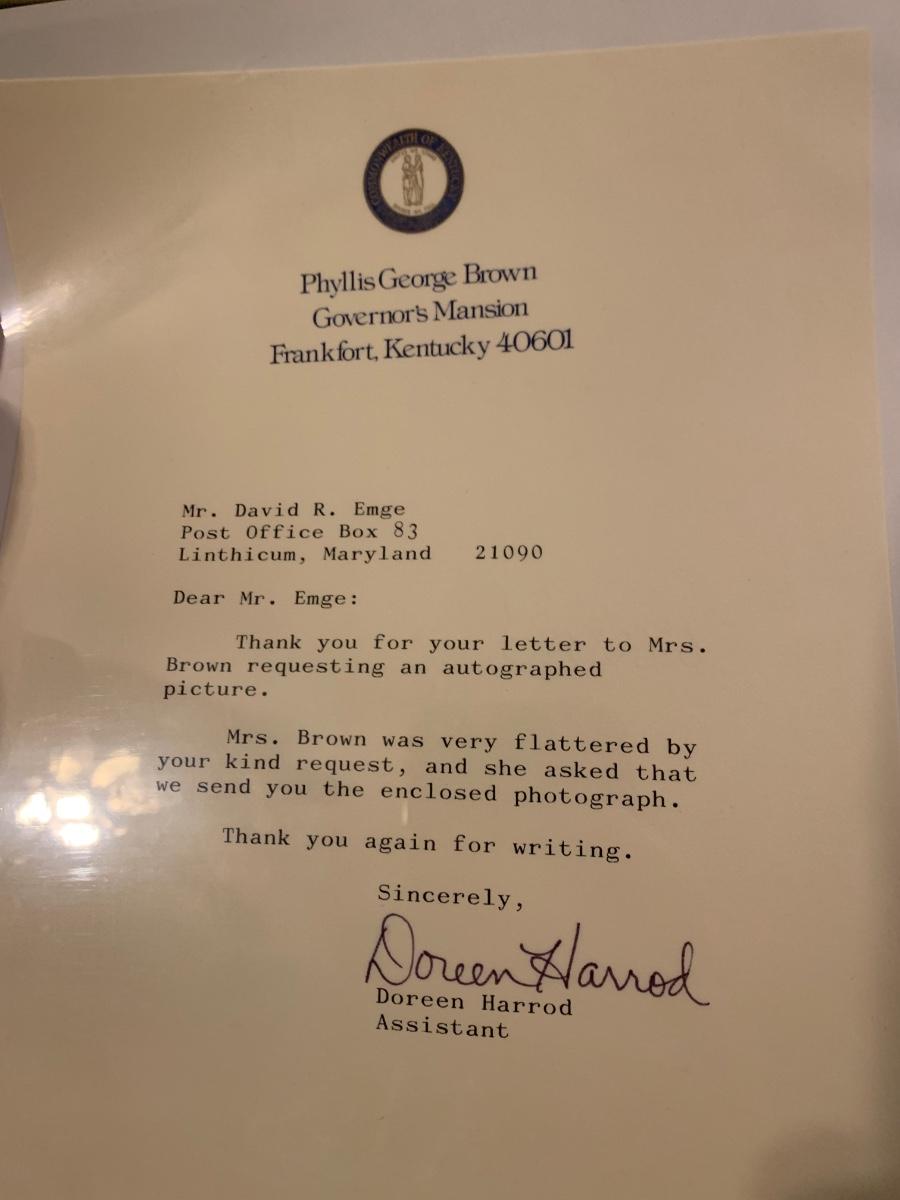 COMMONWEALTH OF KENTUCKY
Phyllis George Brown
Governor's Mansion
Frankfort, Kentucky 40601
Mr. David R. Emge
Post Office Box 83
Linthicum, Maryland 21090
Dear Mr. Emge:
Thank you for your letter to Mrs.
Brown requesting an autographed
picture.
Mrs. Brown was very flattered by
your kind request, and she asked that
we send you the enclosed photograph.
Thank you again for writing.
Sincerely,
Doreen Harrod
Doreen Harrod
Assistant